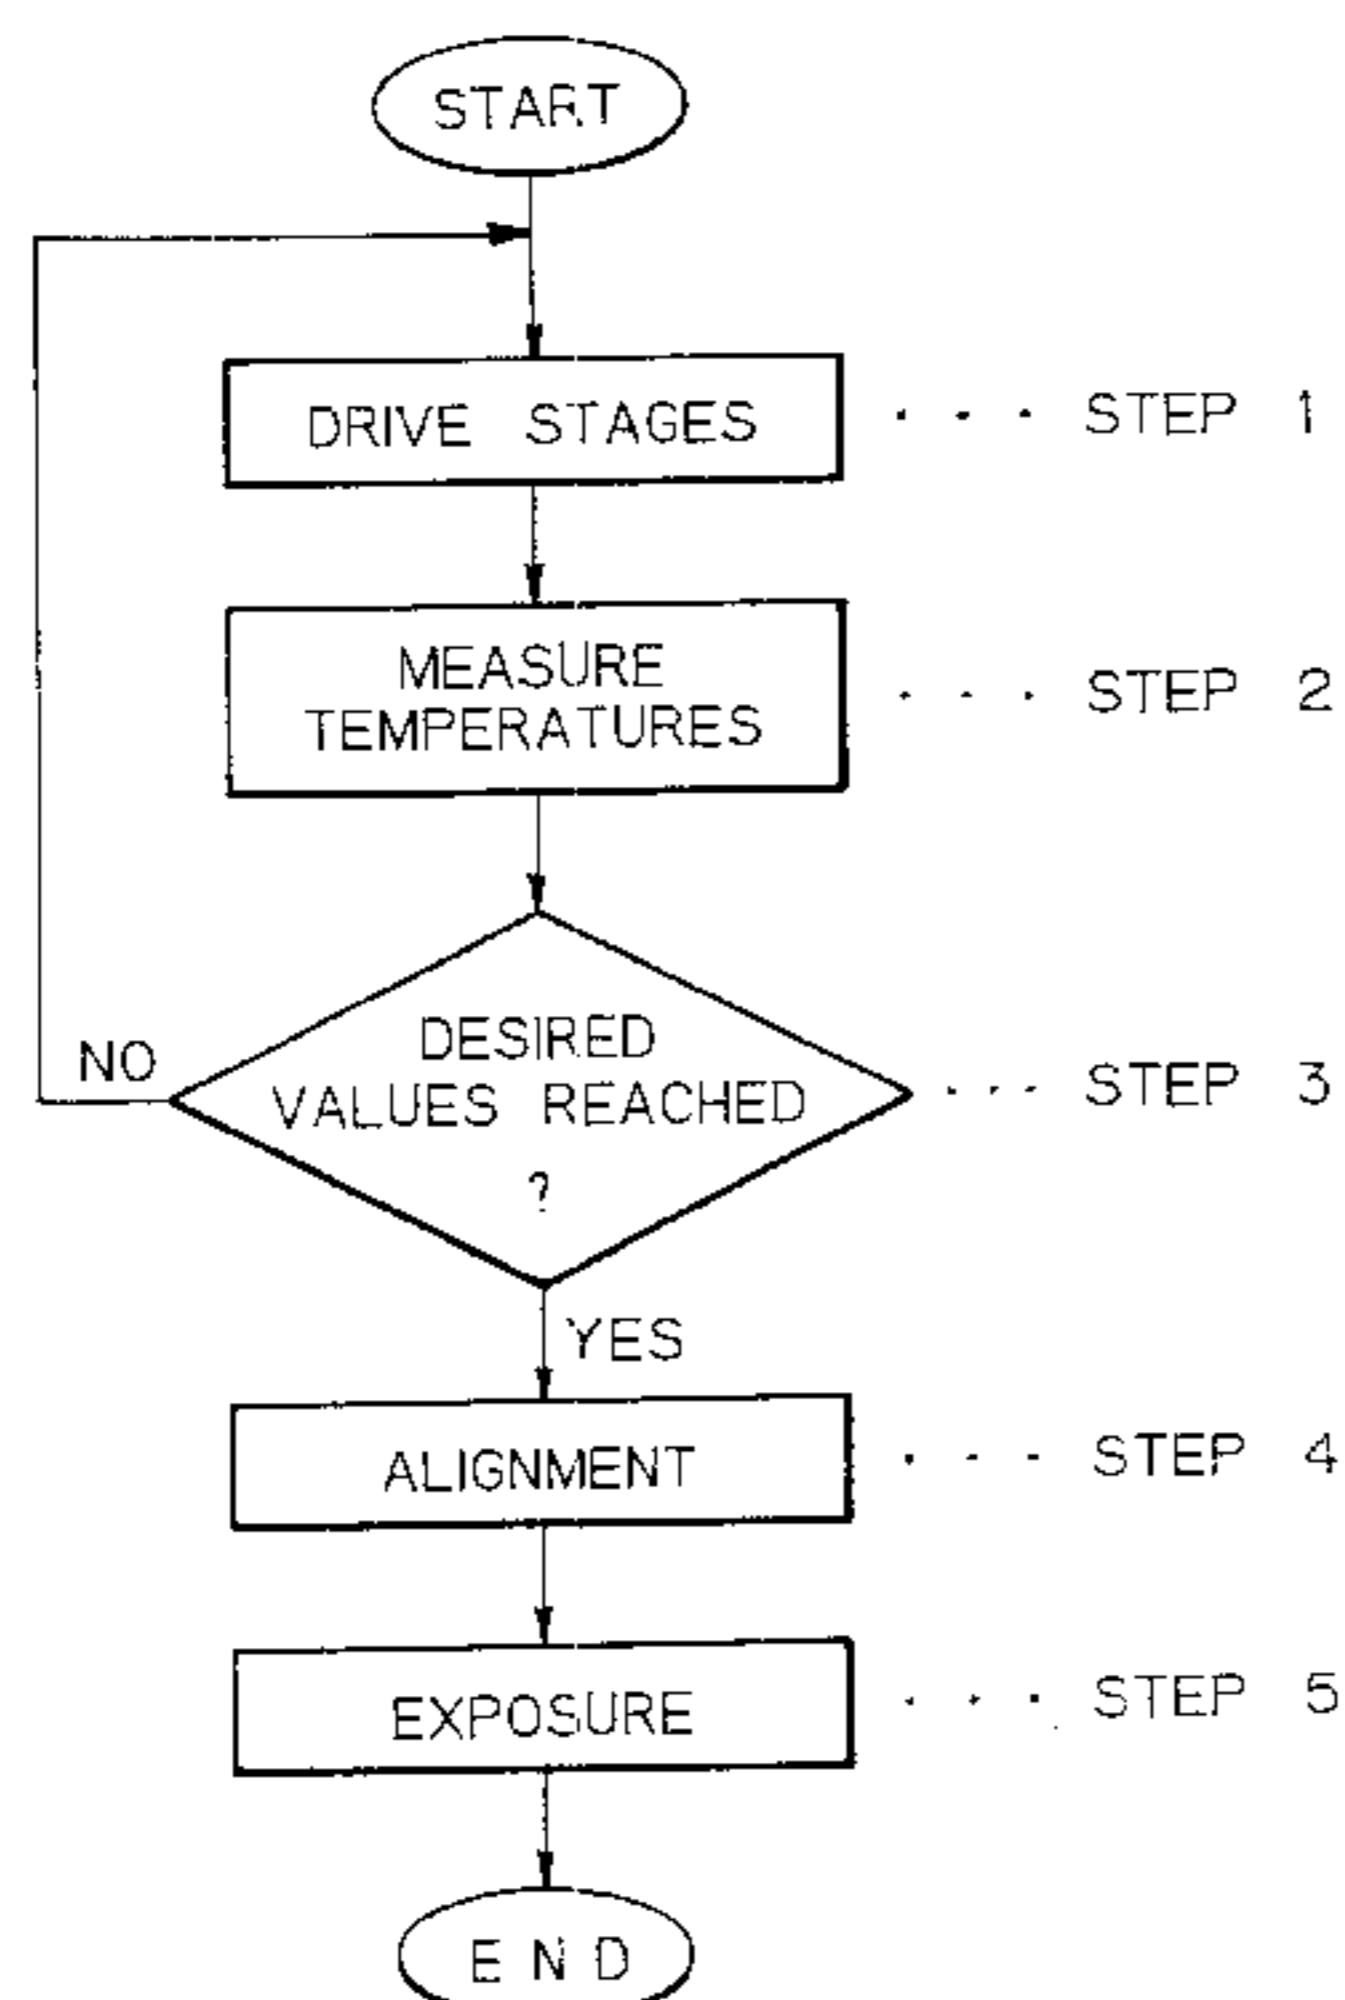 START
DRIVE STAGES . . . STEP 1
MEASURE
TEMPERATURES
. . . STEP 2
DESIRED
VALUES REACHED
?
. . . STEP 3
NO
YES
ALIGNMENT . . . STEP 4
EXPOSURE . . . STEP 5
END